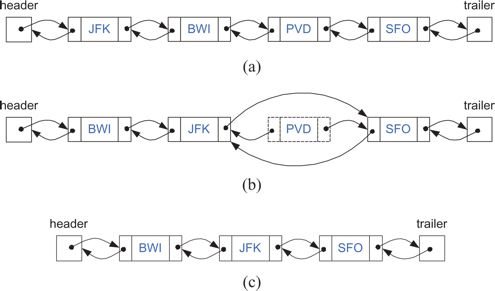 header trailer
JFK BWI PVD SFO
(a)
header trailer
BWI JFK PVD SFO
(b)
header trailer
BWI JFK SFO
(c)